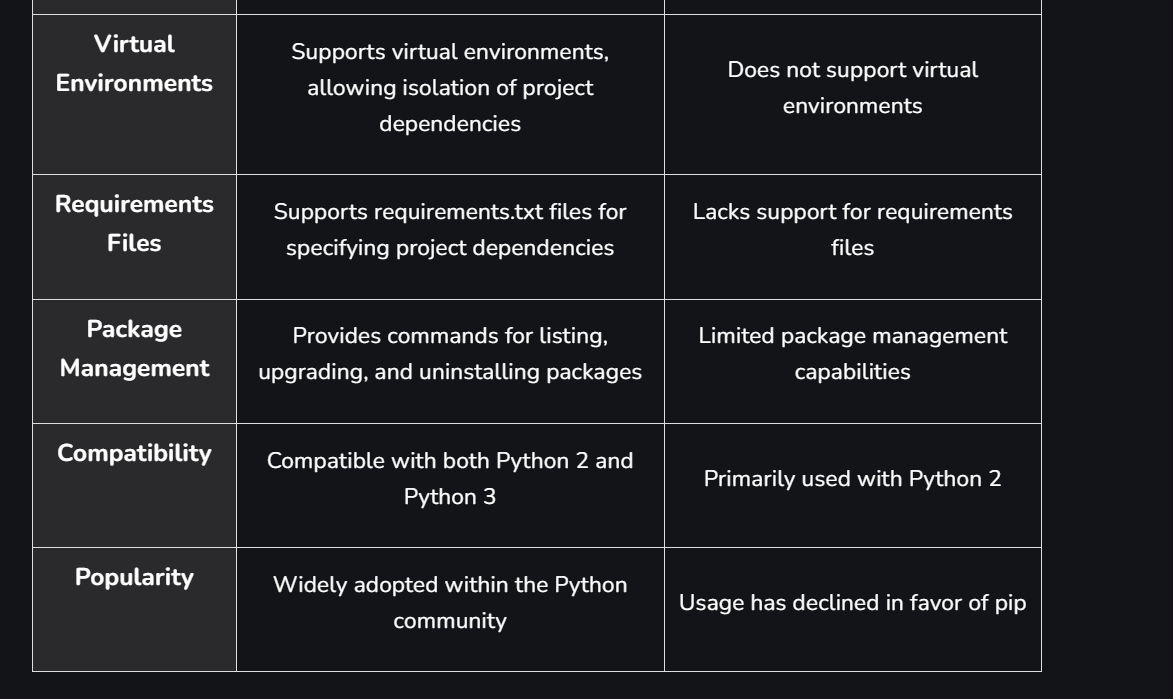 Virtual
Environments
Supports virtual environments,
allowing isolation of project
dependencies
Does not support virtual
environments
Requirements
Files
Supports requirements.txt files for
specifying project dependencies
Lacks support for requirements
files
Package
Management
Provides commands for listing,
upgrading, and uninstalling packages
Limited package management
capabilities
Compatibility
Compatible with both Python 2 and
Python 3
Primarily used with Python 2
Popularity
Widely adopted within the Python
community
Usage has declined in favor of pip